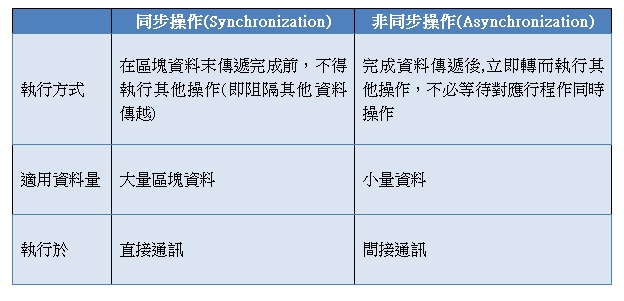 同步操作(Synchronization)
非同步操作(Asynchronization)
執行方式
在區塊資料末傳遞完成前，不得
執行其他操作(即阻隔其他資料
傳越)
完成資料傳遞後,立即轉而執行其
他操作，不必等待對應行程作同時
操作
適用資料量
大量區塊資料
小量資料
執行於
直接通訊
間接通訊